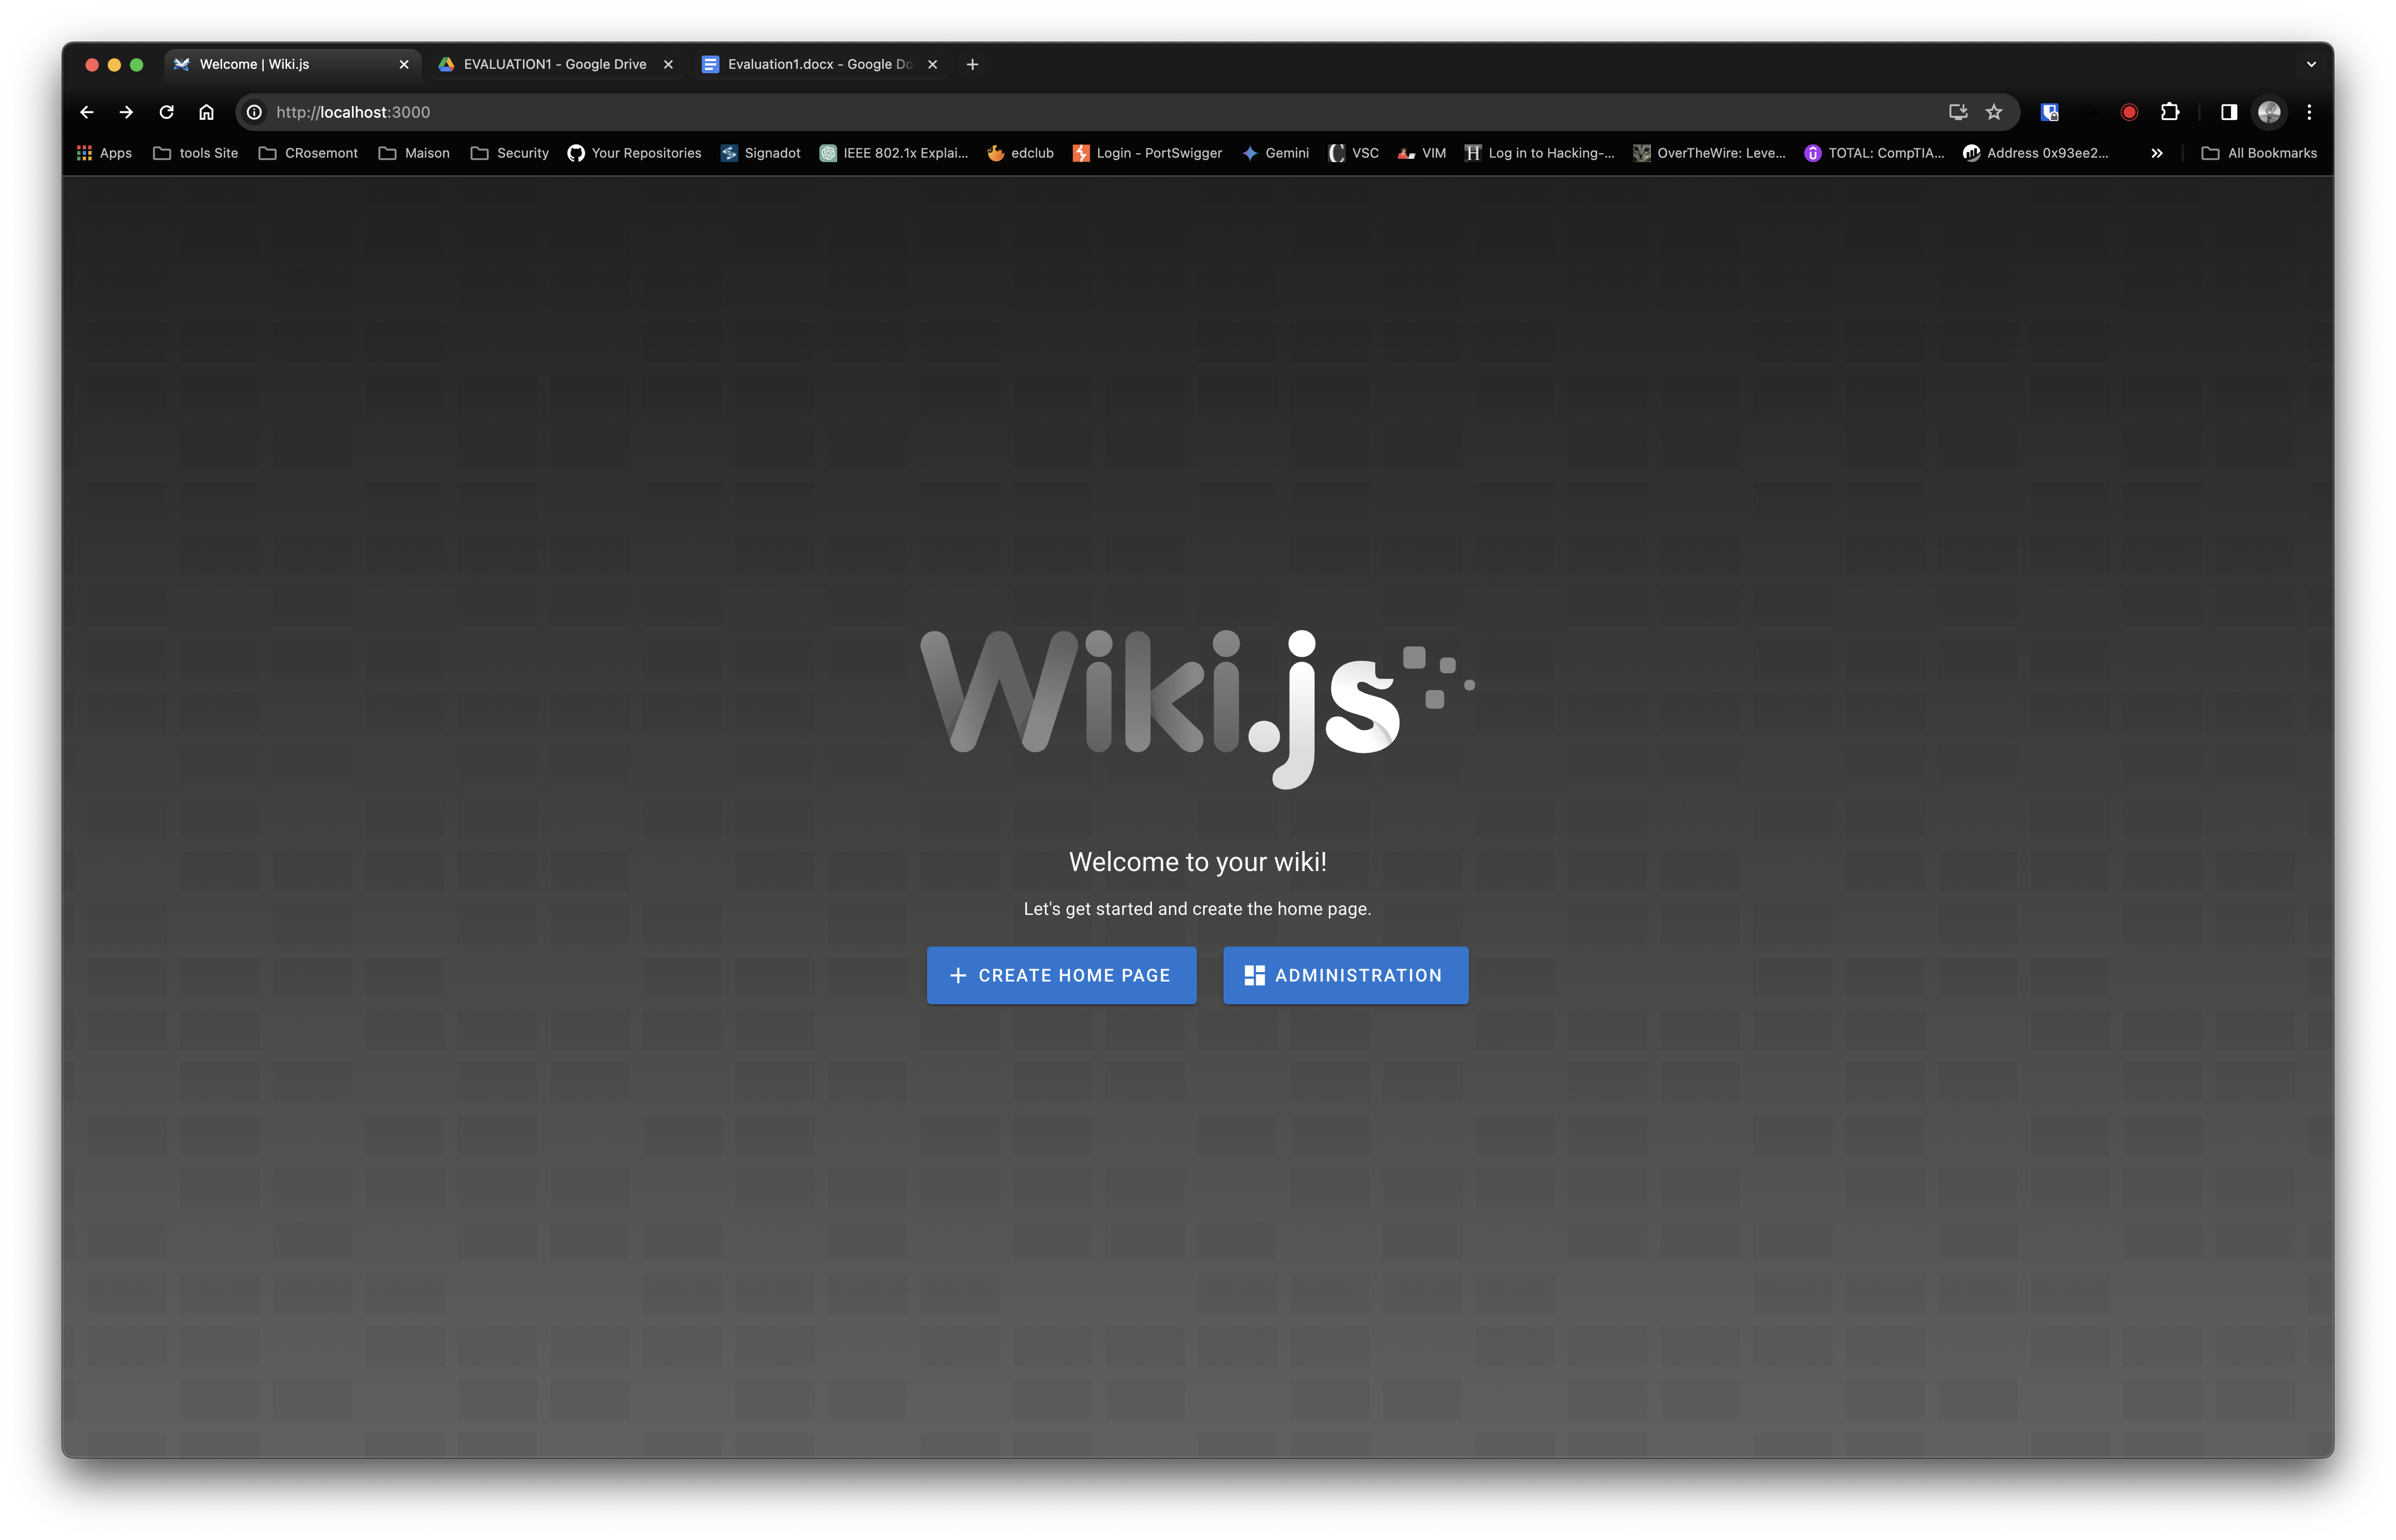 Welcome | Wiki.js
EVALUATION1 - Google Drive
Evaluation1.docx - Google Do
http://localhost:3000
Apps
tools Site
CRosemont
Maison
Security
Your Repositories
Signadot
IEEE 802.1x Explai...
edclub
Login - PortSwigger
Gemini
VSC
VIM
Log in to Hacking-...
OverTheWire: Leve...
TOTAL: CompTIA...
Address 0x93ee2...
All Bookmarks
Wiki.js
Welcome to your wiki!
Let's get started and create the home page.
CREATE HOME PAGE
ADMINISTRATION